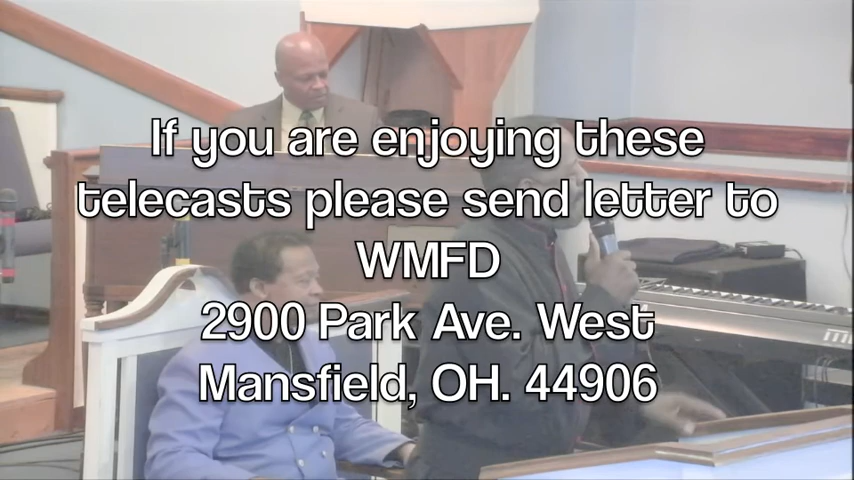 If you are enjoying these
telecasts please send letter to
WMFD
2900 Park Ave. West
Mansfield, OH. 44906